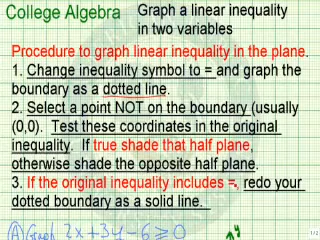 College Algebra
Graph a linear inequality
in two variables
Procedure to graph linear inequality in the plane.
1. Change inequality symbol to = and graph the
boundary as a dotted line.
2. Select a point NOT on the boundary (usually
(0,0). Test these coordinates in the original
inequality. If true shade that half plane,
otherwise shade the opposite half plane.
3. If the original inequality includes =, redo your
dotted boundary as a solid line.
(A) Graph 2x+3y-6≥0
y
1/2